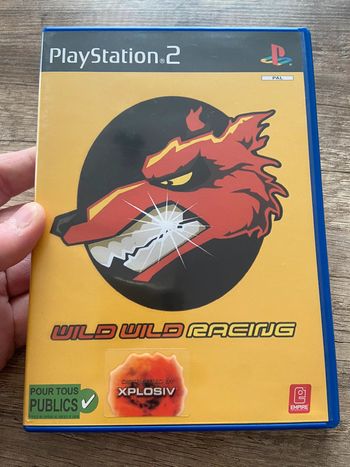 PlayStation®2
PAL
WILD WILD RACING
XPLOSIV
POUR TOUS
PUBLICS
EMPIRE